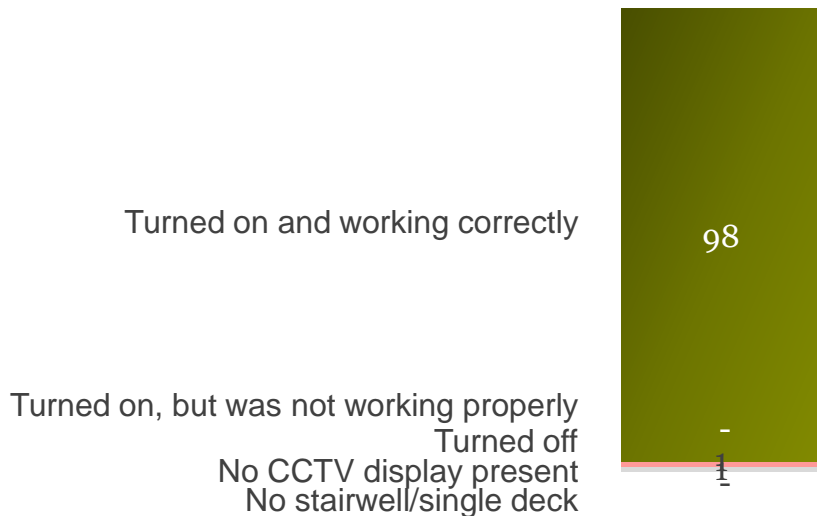 Turned on and working correctly
98
Turned on, but was not working properly
-
Turned off
1
No CCTV display present
1
No stairwell/single deck
-